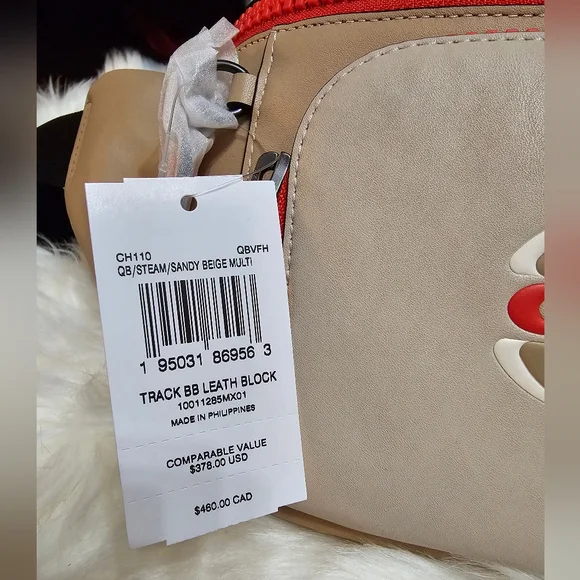 CH110 QBVFH
QB/STEAM/SANDY BEIGE MULTI
1 95031 86956 3
TRACK BB LEATH BLOCK
10011285MX01
MADE IN PHILIPPINES
COMPARABLE VALUE
$378.00 USD
$460.00 CAD